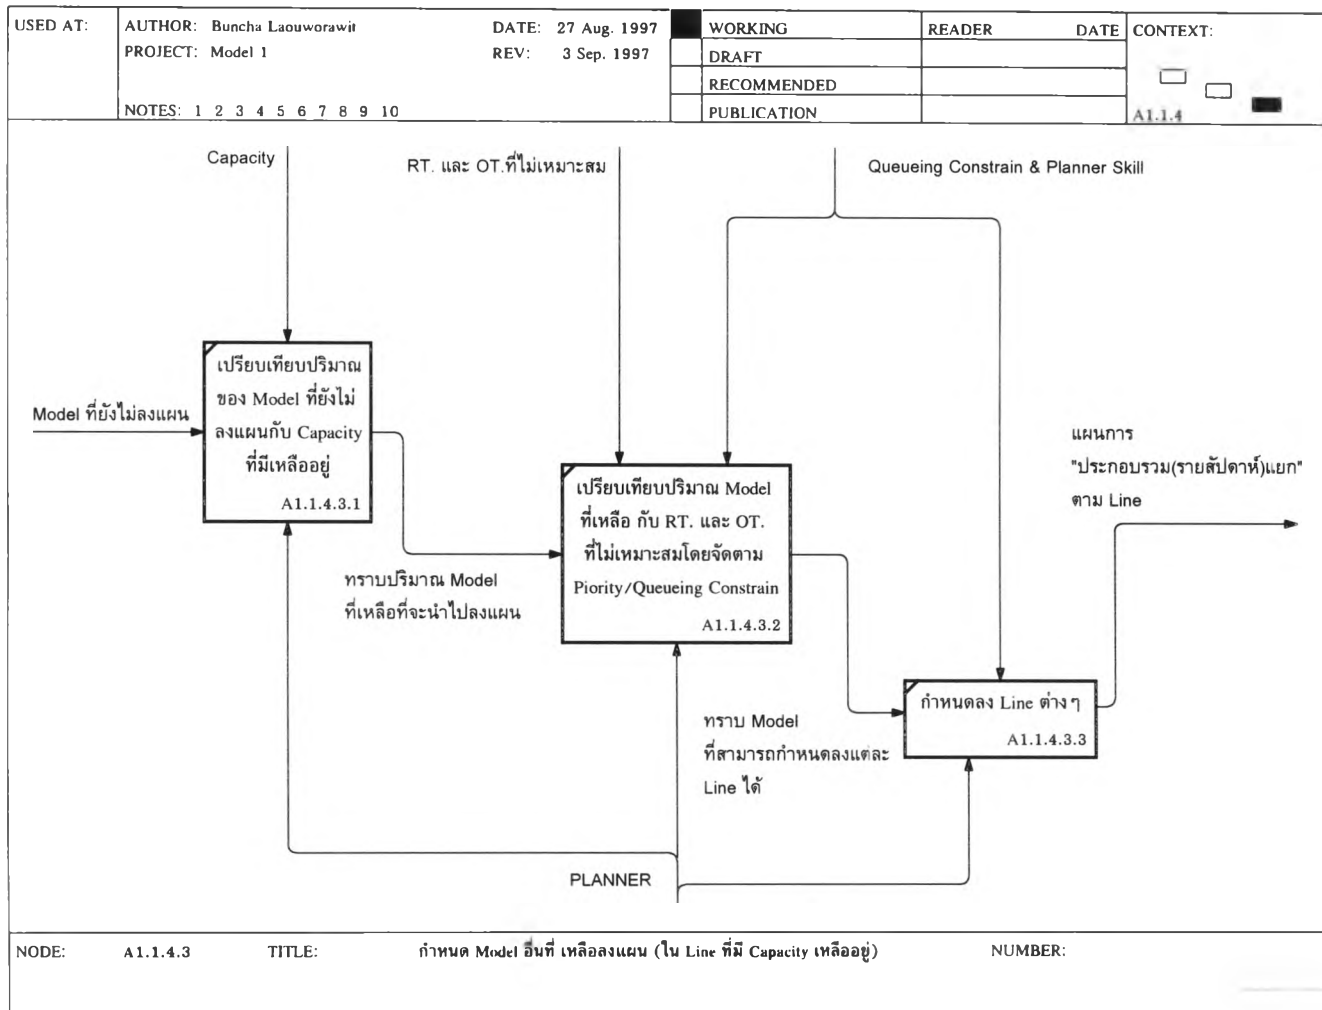 USED AT:
AUTHOR: Buncha Laouworawit
DATE: 27 Aug. 1997
WORKING
READER DATE
CONTEXT:
PROJECT: Model 1
REV: 3 Sep. 1997
DRAFT
RECOMMENDED
NOTES: 1 2 3 4 5 6 7 8 9 10
PUBLICATION
A1.1.4
Capacity
RT. และ OT.ที่ไม่เหมาะสม
Queueing Constrain & Planner Skill
เปรียบเทียบปริมาณ
ของ Model ที่ยังไม่
ลงแผนกับ Capacity
ที่มีเหลืออยู่
A1.1.4.3.1
Model ที่ยังไม่ลงแผน
แผนการ
"ประกอบรวม(รายสัปดาห์)แยก"
ตาม Line
เปรียบเทียบปริมาณ Model
ที่เหลือ กับ RT. และ OT.
ที่ไม่เหมาะสมโดยจัดตาม
Piority/Queueing Constrain
A1.1.4.3.2
ทราบปริมาณ Model
ที่เหลือที่จะนำไปลงแผน
กำหนดลง Line ต่างๆ
A1.1.4.3.3
ทราบ Model
ที่สามารถกำหนดลงแต่ละ
Line ได้
PLANNER
NODE: A1.1.4.3
TITLE: กำหนด Model อื่นที่ เหลือลงแผน (ใน Line ที่มี Capacity เหลืออยู่)
NUMBER: